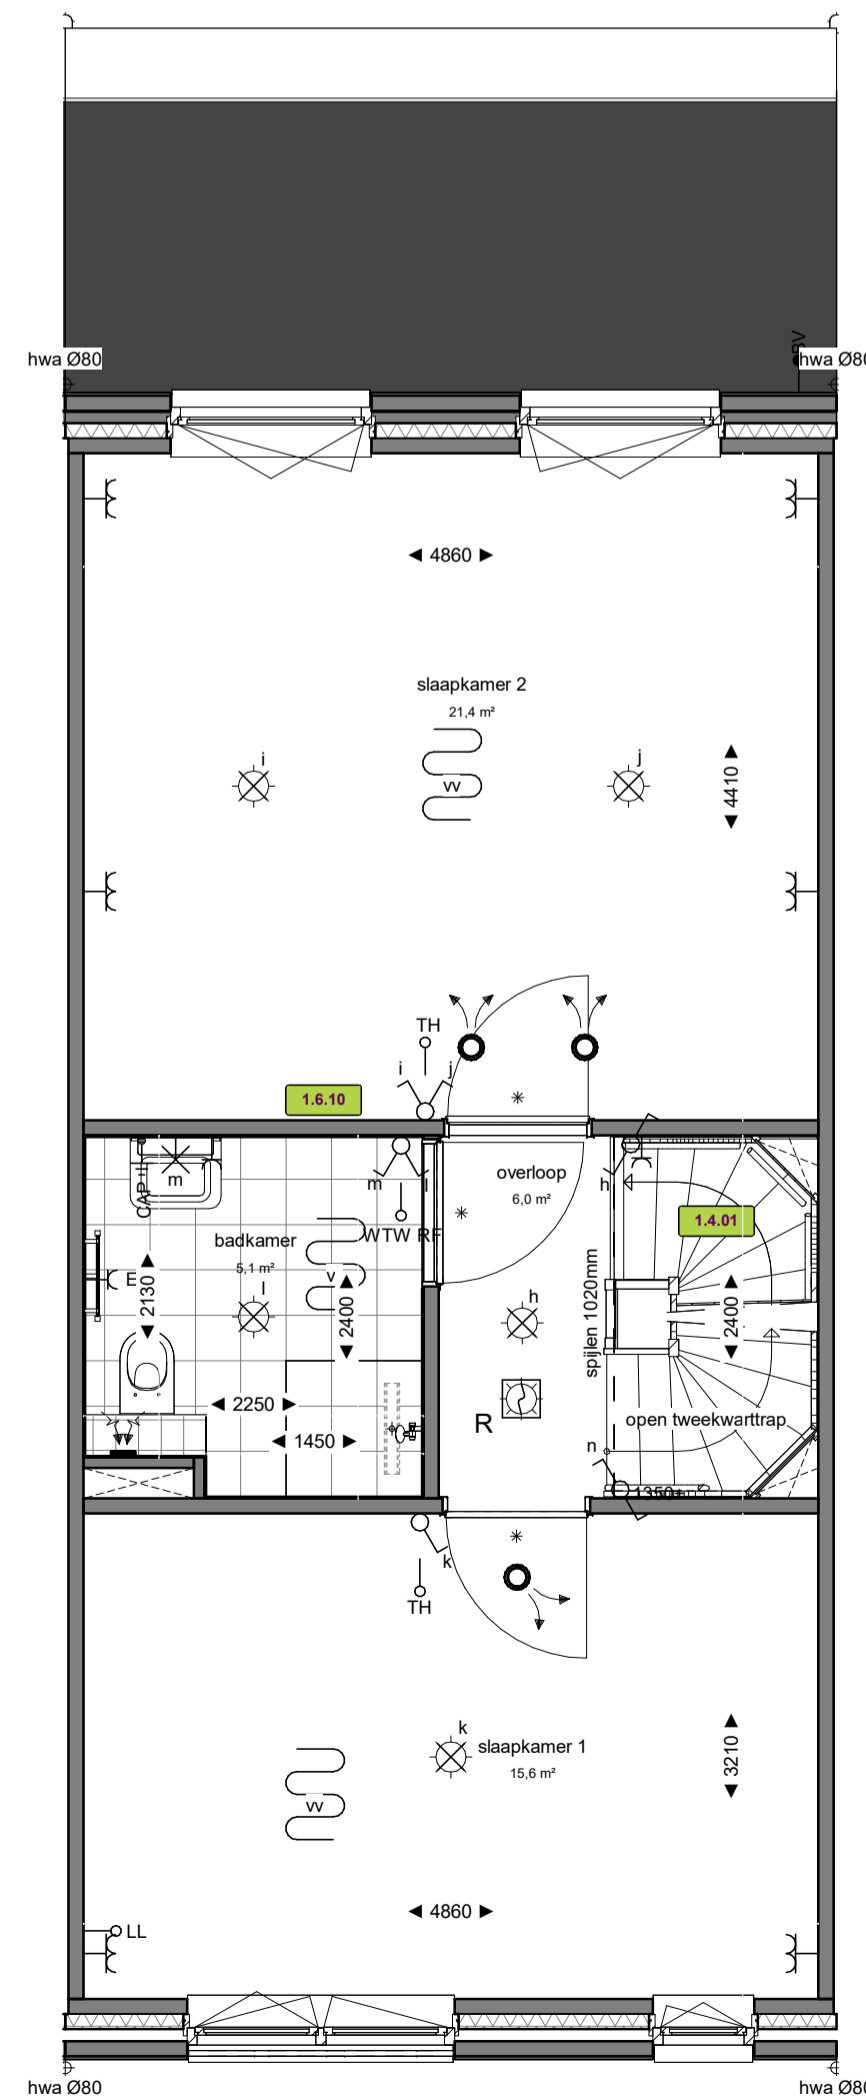 hwa Ø80
BV
hwa Ø80
◄ 4860 ►
slaapkamer 2
21,4 m²
i
j
vv
◄ 4410 ►
TH
i
j
1.6.10
m
CAP
m
l
h
overloop
6,0 m²
1.4.01
badkamer
5,1 m²
WTW RF
E
v
l
h
◄ 2130 ►
◄ 2400 ►
spijlen 1020mm
◄ 2400 ►
◄ 2250 ►
◄ 1450 ►
R
open tweekwarttrap
n
1350+
k
TH
k
slaapkamer 1
15,6 m²
vv
◄ 3210 ►
◄ 4860 ►
LL
hwa Ø80
hwa Ø80